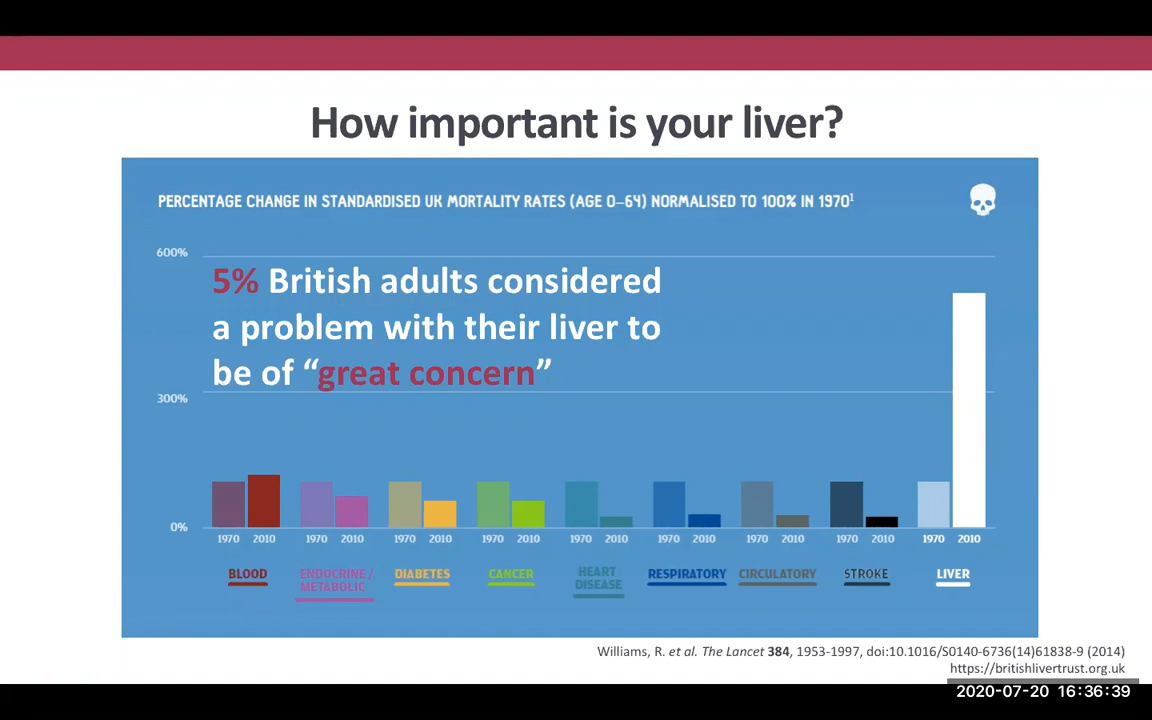 How important is your liver?
PERCENTAGE CHANGE IN STANDARDISED UK MORTALITY RATES (AGE 0–64) NORMALISED TO 100% IN 1970¹
600%
5% British adults considered
a problem with their liver to
be of “great concern”
300%
0%
1970 2010 1970 2010 1970 2010 1970 2010 1970 2010 1970 2010 1970 2010 1970 2010 1970 2010
BLOOD
ENDOCRINE/
METABOLIC
DIABETES
CANCER
HEART
DISEASE
RESPIRATORY
CIRCULATORY
STROKE
LIVER
Williams, R. et al. The Lancet 384, 1953-1997, doi:10.1016/S0140-6736(14)61838-9 (2014)
https://britishlivertrust.org.uk
2020-07-20 16:36:39